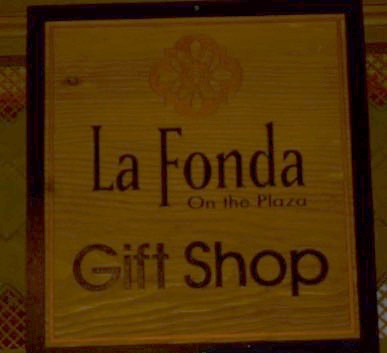 La Fonda
On the Plaza
Gift Shop